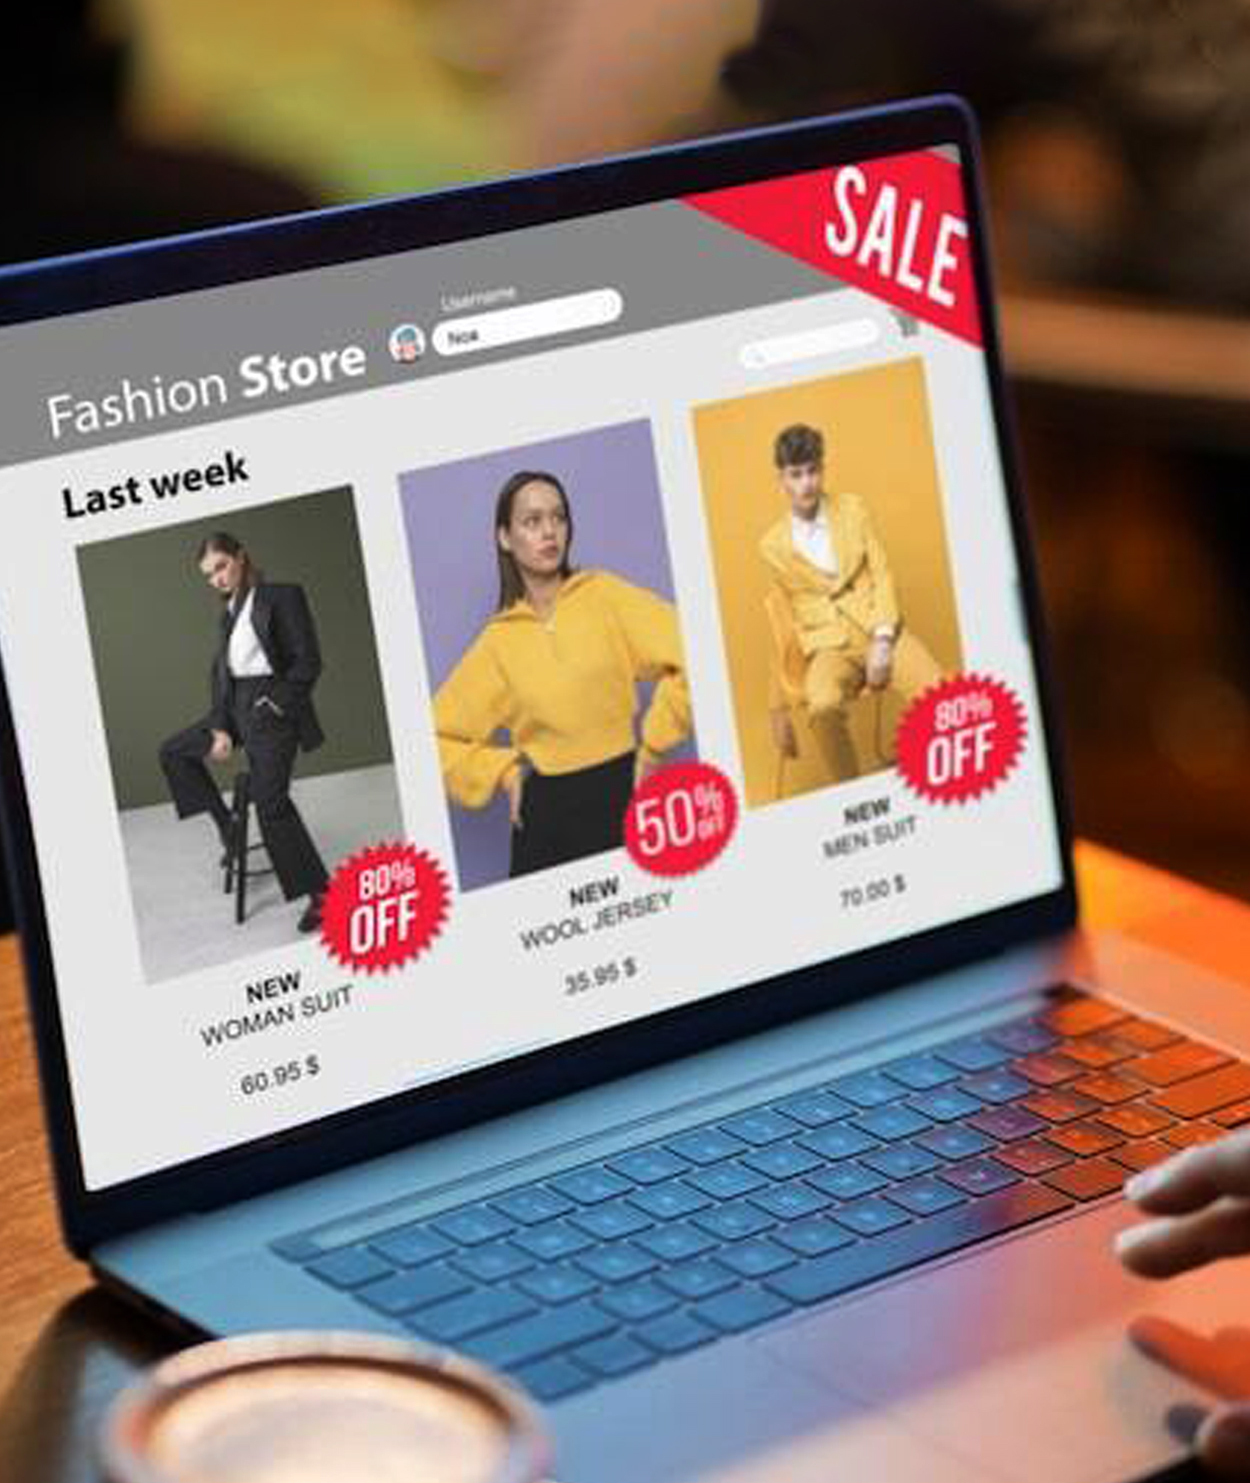 SALE
Username
Noa
Fashion Store
Last week
80%
OFF
NEW
WOMAN SUIT
60.95 $
50%
OFF
NEW
WOOL JERSEY
35.95 $
80%
OFF
NEW
MEN SUIT
70.00 $